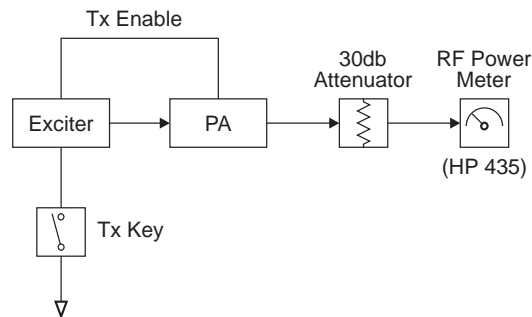 Tx Enable
30db
Attenuator
RF Power
Meter
Exciter
PA
(HP 435)
Tx Key